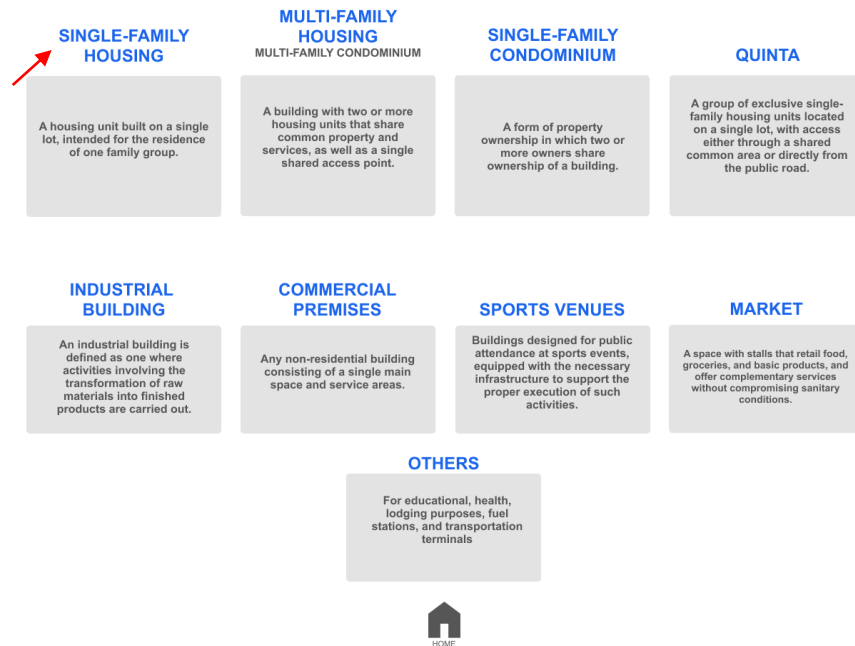 SINGLE-FAMILY
HOUSING
A housing unit built on a single
lot, intended for the residence
of one family group.
MULTI-FAMILY
HOUSING
MULTI-FAMILY CONDOMINIUM
A building with two or more
housing units that share
common property and
services, as well as a single
shared access point.
SINGLE-FAMILY
CONDOMINIUM
A form of property
ownership in which two or
more owners share
ownership of a building.
QUINTA
A group of exclusive single-
family housing units located
on a single lot, with access
either through a shared
common area or directly from
the public road.
INDUSTRIAL
BUILDING
An industrial building is
defined as one where
activities involving the
transformation of raw
materials into finished
products are carried out.
COMMERCIAL
PREMISES
Any non-residential building
consisting of a single main
space and service areas.
SPORTS VENUES
Buildings designed for public
attendance at sports events,
equipped with the necessary
infrastructure to support the
proper execution of such
activities.
MARKET
A space with stalls that retail food,
groceries, and basic products, and
offer complementary services
without compromising sanitary
conditions.
OTHERS
For educational, health,
lodging purposes, fuel
stations, and transportation
terminals
HOME